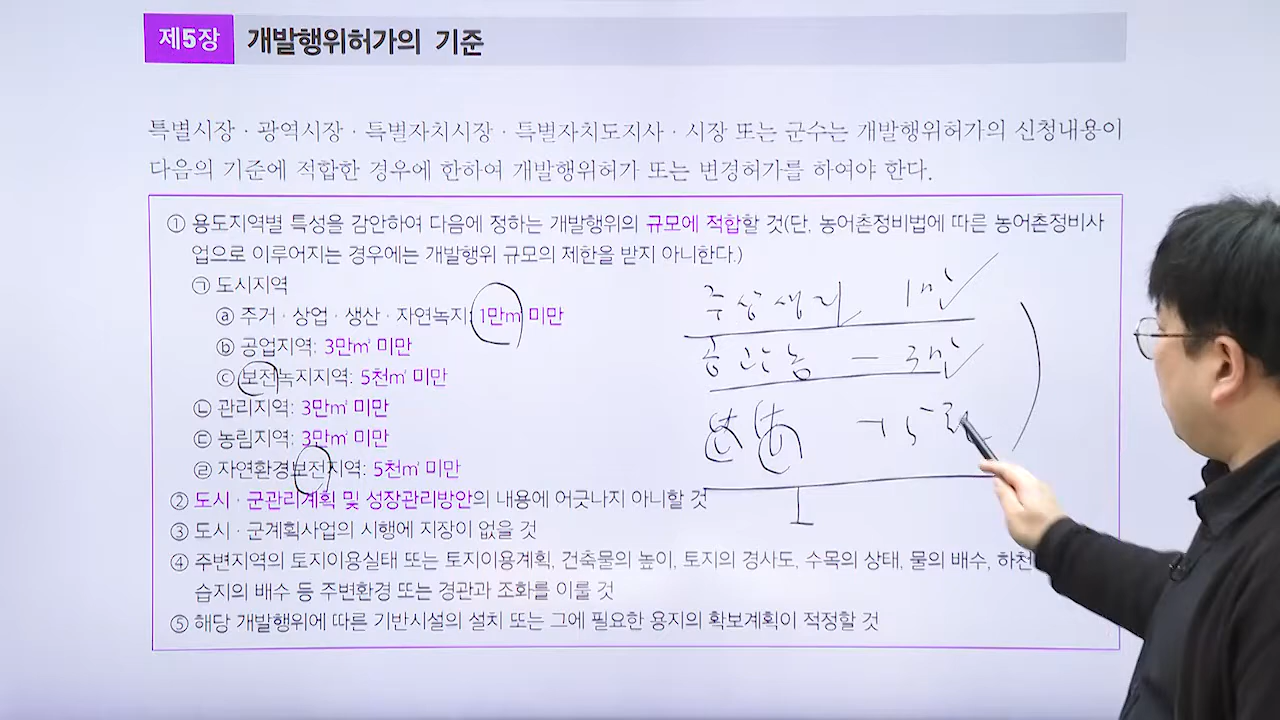 제5장 개발행위허가의 기준
특별시장·광역시장·특별자치시장·특별자치도지사·시장 또는 군수는 개발행위허가의 신청내용이
다음의 기준에 적합한 경우에 한하여 개발행위허가 또는 변경허가를 하여야 한다.
① 용도지역별 특성을 감안하여 다음에 정하는 개발행위의 규모에 적합할 것(단, 농어촌정비법에 따른 농어촌정비사
업으로 이루어지는 경우에는 개발행위 규모의 제한을 받지 아니한다.)
㉠ 도시지역
ⓐ 주거·상업·생산·자연녹지: 1만㎡ 미만
ⓑ 공업지역: 3만㎡ 미만
ⓒ 보전녹지지역: 5천㎡ 미만
㉡ 관리지역: 3만㎡ 미만
㉢ 농림지역: 3만㎡ 미만
㉣ 자연환경보전지역: 5천㎡ 미만
② 도시·군관리계획 및 성장관리방안의 내용에 어긋나지 아니할 것
③ 도시·군계획사업의 시행에 지장이 없을 것
④ 주변지역의 토지이용실태 또는 토지이용계획, 건축물의 높이, 토지의 경사도, 수목의 상태, 물의 배수, 하천
습지의 배수 등 주변환경 또는 경관과 조화를 이룰 것
⑤ 해당 개발행위에 따른 기반시설의 설치 또는 그에 필요한 용지의 확보계획이 적정할 것